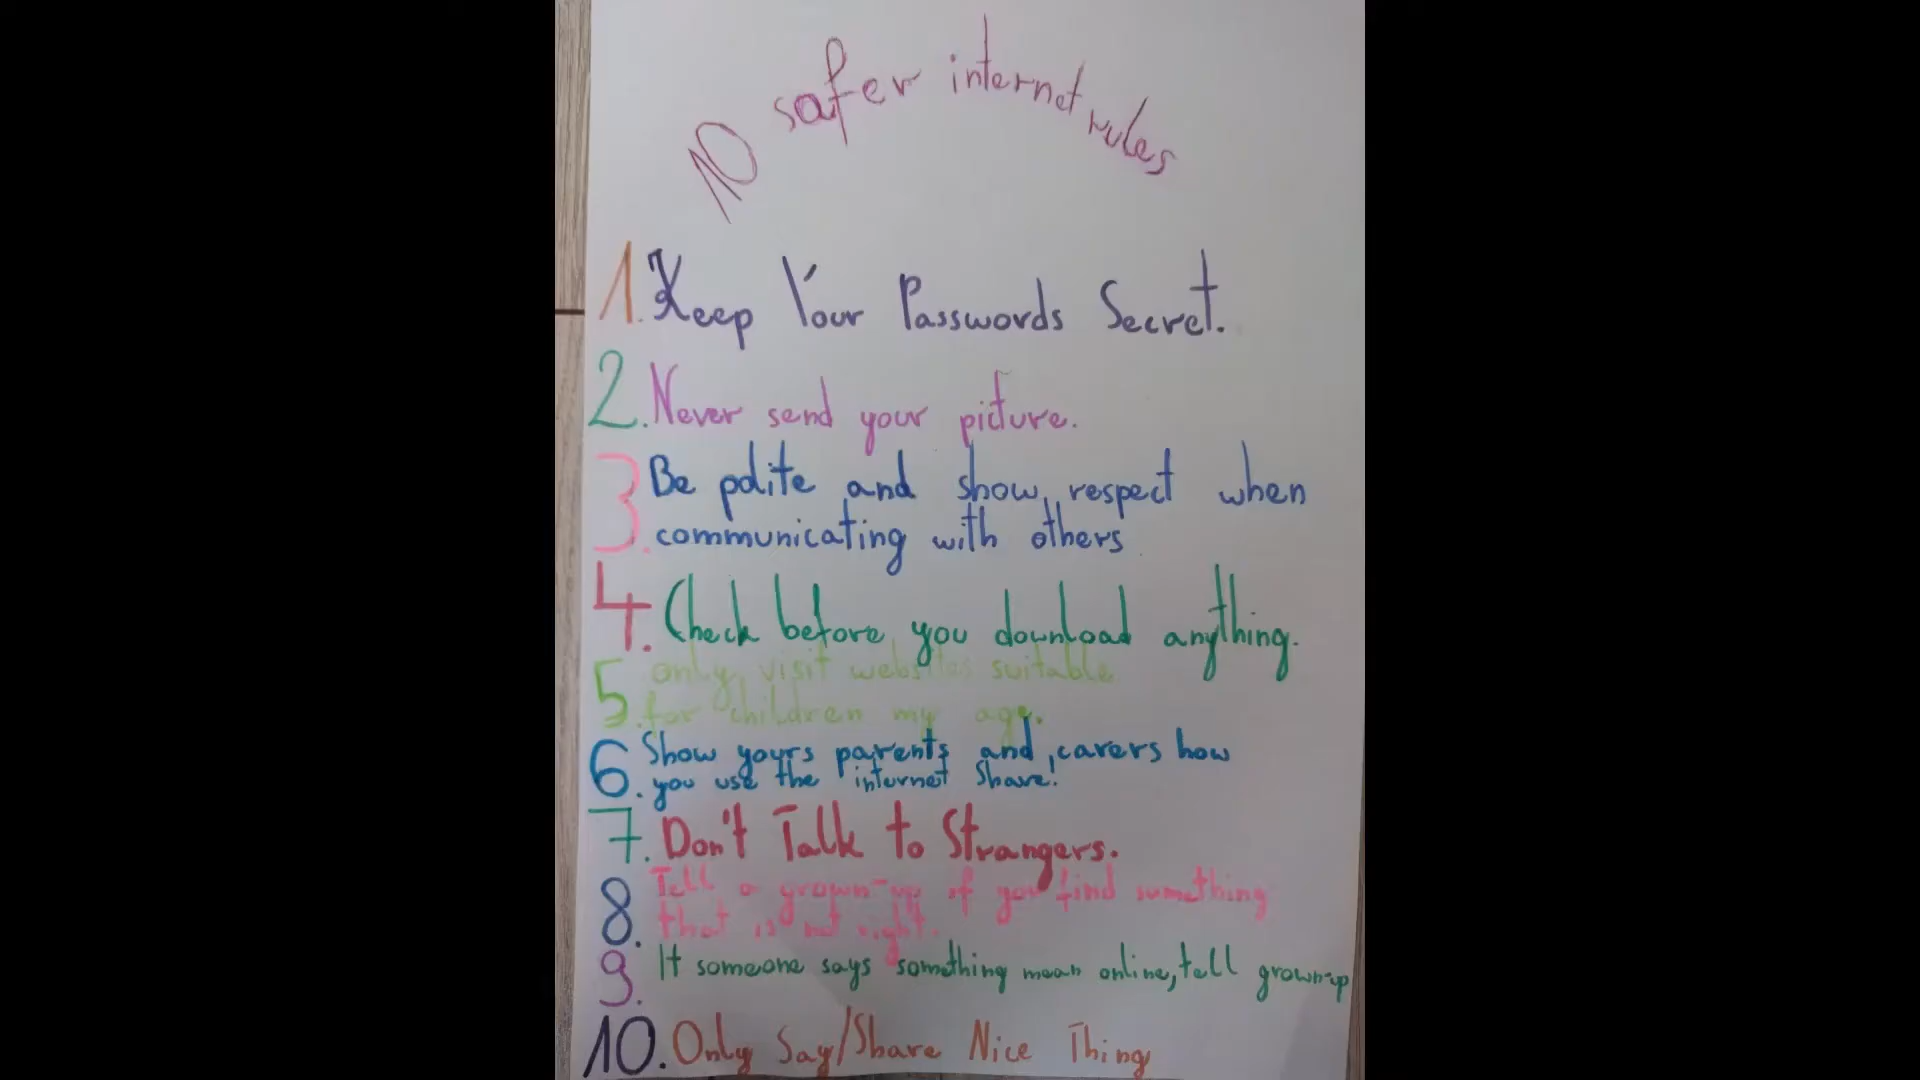 10 safer internet rules
1. Keep Your Passwords Secret.
2. Never send your picture.
3. Be polite and show respect when
communicating with others
4. Check before you download anything.
5. only visit websites suitable
for children my age.
6. Show yours parents and carers how
you use the internet Share!
7. Don't Talk to Strangers.
8. Tell a grown-up if you find something
that is not right.
9. If someone says something mean online, tell grown-up
10. Only Say/Share Nice Thing